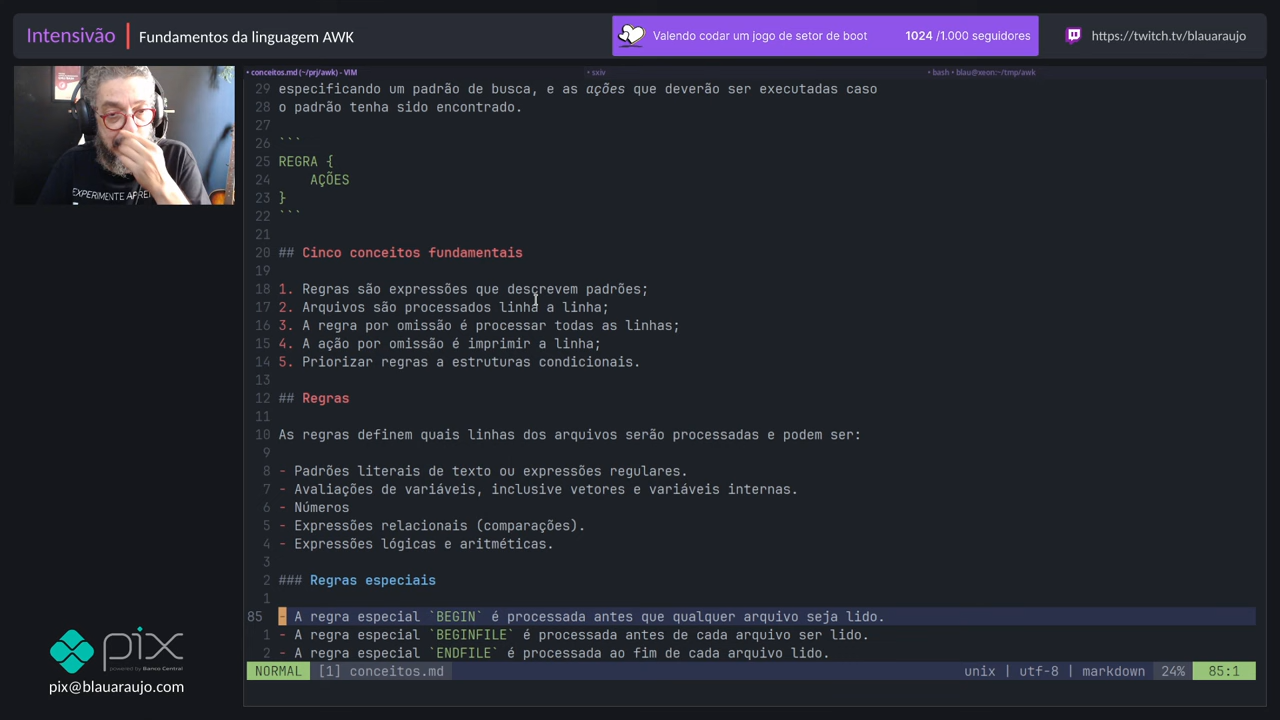 Intensivão | Fundamentos da linguagem AWK
Valendo codar um jogo de setor de boot 1024 /1.000 seguidores
https://twitch.tv/blauaraujo
• conceitos.md (~/prj/awk) - VIM • sxiv • bash • blau@xeon:~/tmp/awk
29 especificando um padrão de busca, e as ações que deverão ser executadas caso
28 o padrão tenha sido encontrado.
27
26 ```
25 REGRA {
24 AÇÕES
23 }
22 ```
21
20 ## Cinco conceitos fundamentais
19
18 1. Regras são expressões que descrevem padrões;
17 2. Arquivos são processados linha a linha;
16 3. A regra por omissão é processar todas as linhas;
15 4. A ação por omissão é imprimir a linha;
14 5. Priorizar regras a estruturas condicionais.
13
12 ## Regras
11
10 As regras definem quais linhas dos arquivos serão processadas e podem ser:
9
8 - Padrões literais de texto ou expressões regulares.
7 - Avaliações de variáveis, inclusive vetores e variáveis internas.
6 - Números
5 - Expressões relacionais (comparações).
4 - Expressões lógicas e aritméticas.
3
2 ### Regras especiais
1
85 - A regra especial `BEGIN` é processada antes que qualquer arquivo seja lido.
1 - A regra especial `BEGINFILE` é processada antes de cada arquivo ser lido.
2 - A regra especial `ENDFILE` é processada ao fim de cada arquivo lido.
NORMAL [1] conceitos.md unix | utf-8 | markdown 24% 85:1
EXPERIMENTE APRE
pix
powered by Banco Central
pix@blauaraujo.com